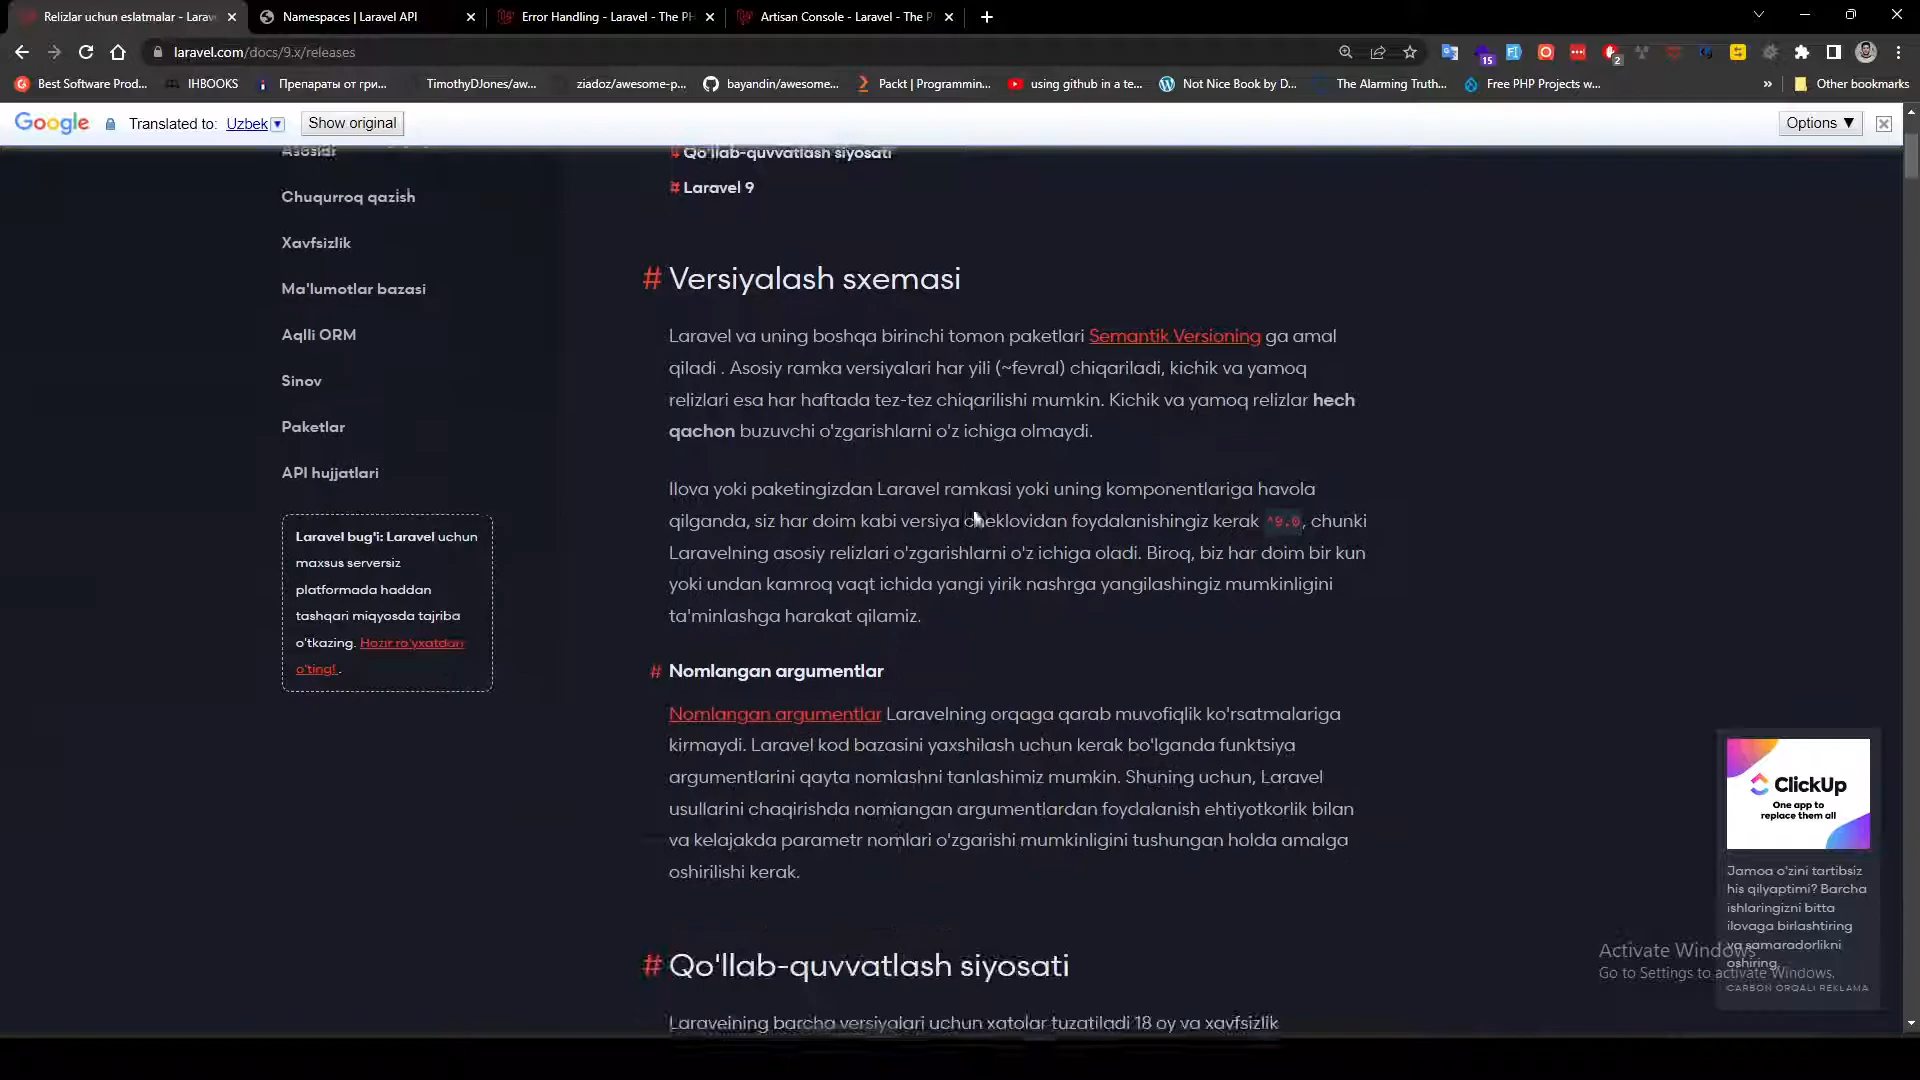 Relizlar uchun eslatmalar - Larav
Namespaces | Laravel API
Error Handling - Laravel - The PH
Artisan Console - Laravel - The P
laravel.com/docs/9.x/releases
15
2
Best Software Prod...
IHBOOKS
Препараты от гри...
TimothyDJones/aw...
ziadoz/awesome-p...
bayandin/awesome...
Packt | Programmin...
using github in a te...
Not Nice Book by D...
The Alarming Truth...
Free PHP Projects w...
»
Other bookmarks
Google
Translated to: Uzbek
Show original
Options ▼
Asosidr
Chuqurroq qazish
Xavfsizlik
Ma'lumotlar bazasi
Aqlli ORM
Sinov
Paketlar
API hujjatlari
Laravel bug'i: Laravel uchun
maxsus serversiz
platformada haddan
tashqari miqyosda tajriba
o'tkazing. Hozir ro'yxatdan
o'ting! .
# Qo'llab-quvvatlash siyosati
# Laravel 9
# Versiyalash sxemasi
Laravel va uning boshqa birinchi tomon paketlari Semantik Versioning ga amal
qiladi . Asosiy ramka versiyalari har yili (~fevral) chiqariladi, kichik va yamoq
relizlari esa har haftada tez-tez chiqarilishi mumkin. Kichik va yamoq relizlar hech
qachon buzuvchi o'zgarishlarni o'z ichiga olmaydi.
Ilova yoki paketingizdan Laravel ramkasi yoki uning komponentlariga havola
qilganda, siz har doim kabi versiya cheklovidan foydalanishingiz kerak ^9.0, chunki
Laravelning asosiy relizlari o'zgarishlarni o'z ichiga oladi. Biroq, biz har doim bir kun
yoki undan kamroq vaqt ichida yangi yirik nashrga yangilashingiz mumkinligini
ta'minlashga harakat qilamiz.
# Nomlangan argumentlar
Nomlangan argumentlar Laravelning orqaga qarab muvofiqlik ko'rsatmalariga
kirmaydi. Laravel kod bazasini yaxshilash uchun kerak bo'lganda funktsiya
argumentlarini qayta nomlashni tanlashimiz mumkin. Shuning uchun, Laravel
usullarini chaqirishda nomlangan argumentlardan foydalanish ehtiyotkorlik bilan
va kelajakda parametr nomlari o'zgarishi mumkinligini tushungan holda amalga
oshirilishi kerak.
# Qo'llab-quvvatlash siyosati
Laravelning barcha versiyalari uchun xatolar tuzatiladi 18 oy va xavfsizlik
ClickUp
One app to
replace them all
Jamoa o'zini tartibsiz
his qilyaptimi? Barcha
ishlaringizni bitta
ilovaga birlashtiring
va samaradorlikni
oshiring.
CARBON ORQALI REKLAMA
Activate Windows
Go to Settings to activate Windows.